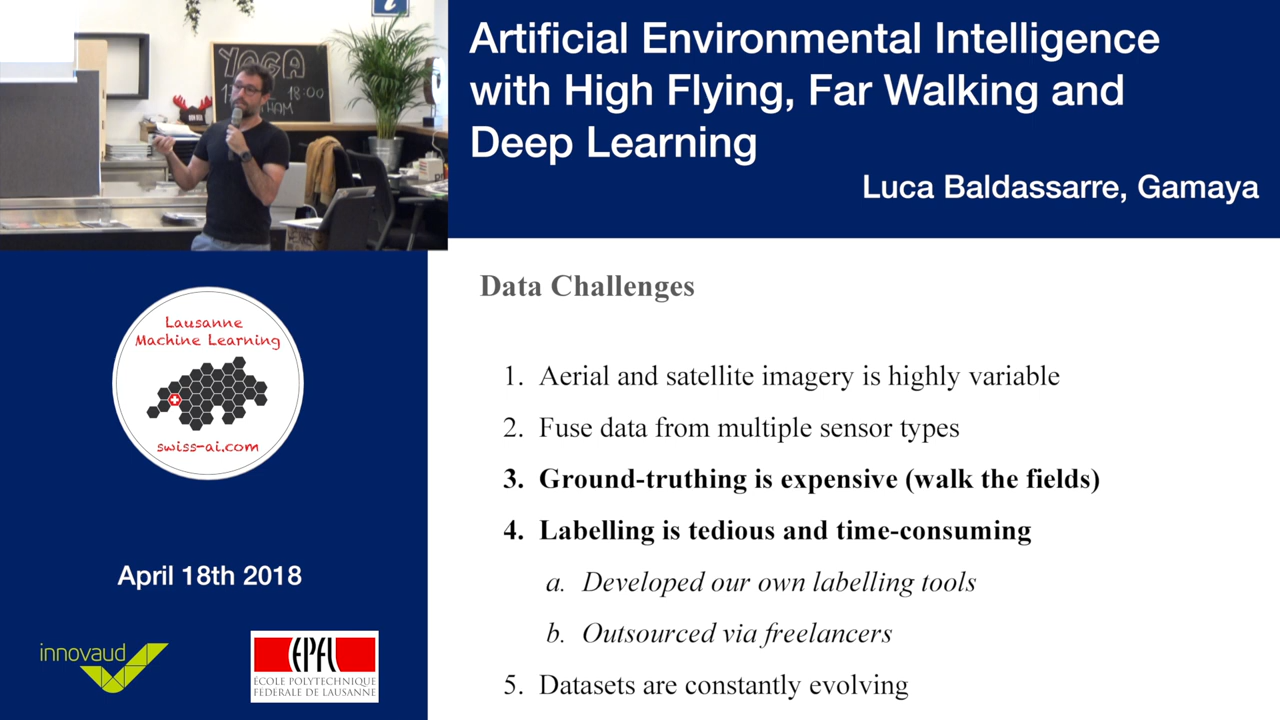 YOGA
18:00
Artificial Environmental Intelligence
with High Flying, Far Walking and
Deep Learning
Luca Baldassarre, Gamaya
Lausanne
Machine Learning
swiss-ai.com
April 18th 2018
innovaud
EPFL
ÉCOLE POLYTECHNIQUE
FÉDÉRALE DE LAUSANNE
Data Challenges
1. Aerial and satellite imagery is highly variable
2. Fuse data from multiple sensor types
3. Ground-truthing is expensive (walk the fields)
4. Labelling is tedious and time-consuming
a. Developed our own labelling tools
b. Outsourced via freelancers
5. Datasets are constantly evolving